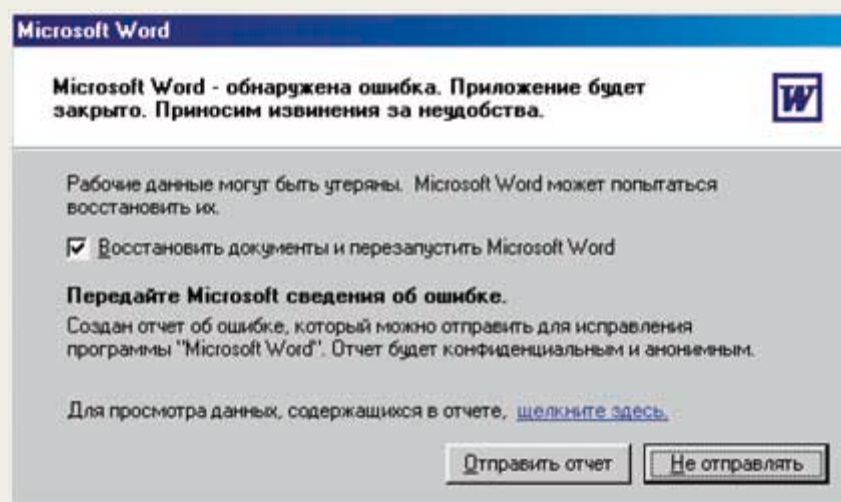 Microsoft Word
Microsoft Word - обнаружена ошибка. Приложение будет
закрыто. Приносим извинения за неудобства.
W
Рабочие данные могут быть утеряны. Microsoft Word может попытаться
восстановить их.
Восстановить документы и перезапустить Microsoft Word
Передайте Microsoft сведения об ошибке.
Создан отчет об ошибке, который можно отправить для исправления
программы "Microsoft Word". Отчет будет конфиденциальным и анонимным.
Для просмотра данных, содержащихся в отчете, щелкните здесь.
Отправить отчет Не отправлять